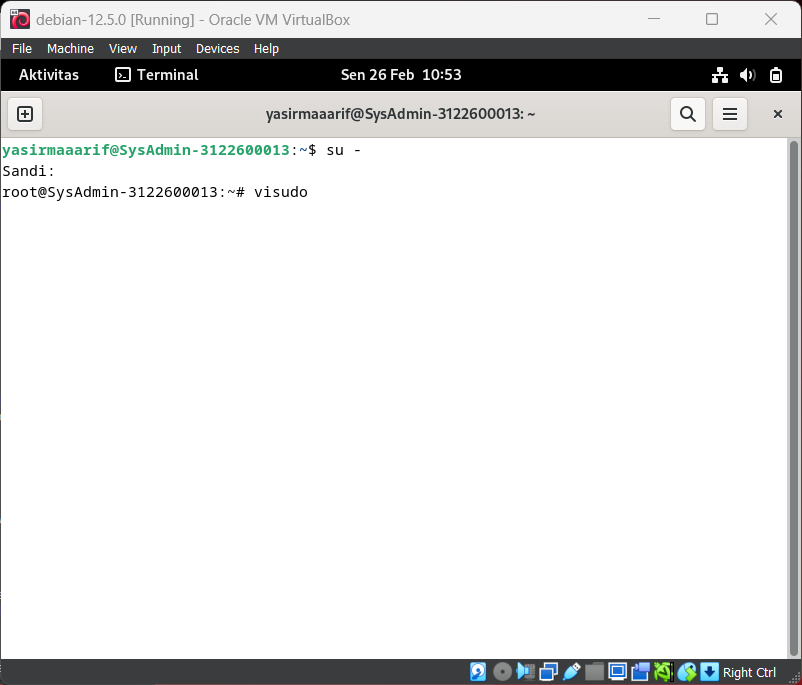 debian-12.5.0 [Running] - Oracle VM VirtualBox
File Machine View Input Devices Help
Aktivitas Terminal Sen 26 Feb 10:53
yasirmaaarif@SysAdmin-3122600013: ~
yasirmaaarif@SysAdmin-3122600013:~$ su -
Sandi:
root@SysAdmin-3122600013:~# visudo
Right Ctrl